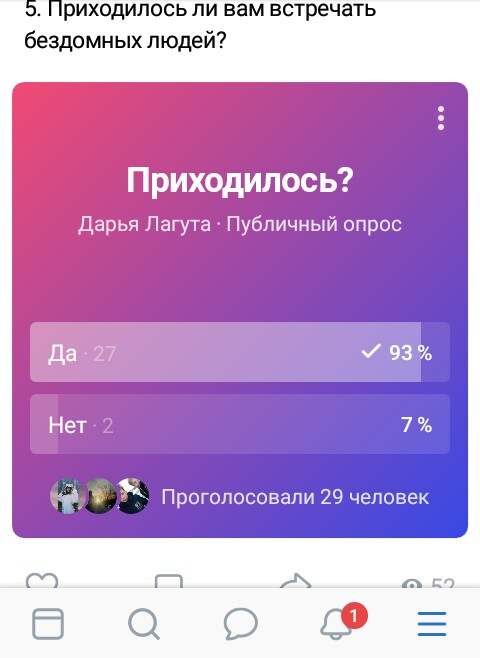 5. Приходилось ли вам встречать
бездомных людей?
Приходилось?
Дарья Лагута · Публичный опрос
Да · 27
93 %
Нет · 2
7 %
Проголосовали 29 человек
52
1